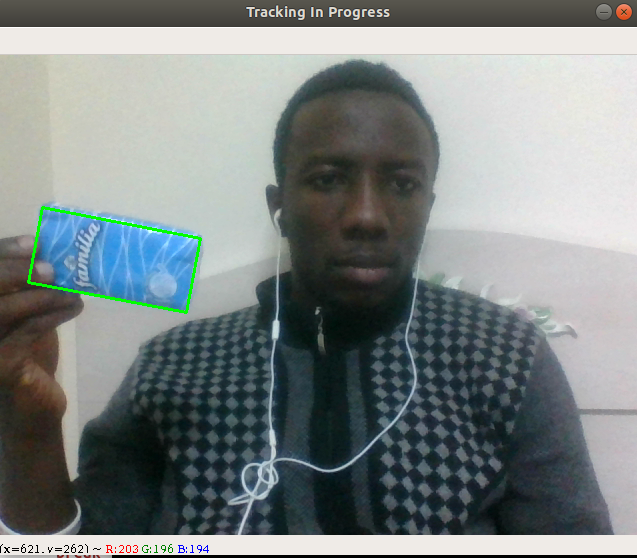 Tracking In Progress
familia
(x=621, y=262) ~ R:203 G:196 B:194